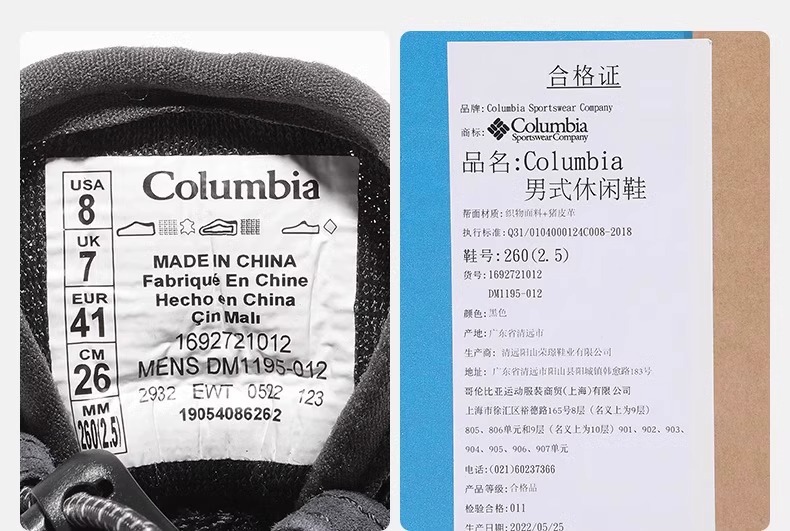 USA
8
UK
7
EUR
41
CM
26
MM
260(2.5)
Columbia
MADE IN CHINA
Fabriqué En Chine
Hecho en China
Çin Malı
1692721012
MENS DM1195-012
2932 EWT 0522 123
19054086262
合格证
品牌:Columbia Sportswear Company
商标:Columbia
Sportswear Company
品名:Columbia
男式休闲鞋
帮面材质:织物面料+猪皮革
执行标准:Q31/0104000124C008-2018
鞋号:260(2.5)
货号:1692721012
DM1195-012
颜色:黑色
产地:广东省清远市
生产商: 清远阳山荣璟鞋业有限公司
地址: 广东省清远市阳山县阳城镇韩愈路183号
哥伦比亚运动服装商贸(上海)有限公司
上海市徐汇区裕德路165号8层（名义上为9层）
805、806单元和9层（名义上为10层）901、902、903、
904、905、906、907单元
电话:(021)60237366
产品等级:合格品
检验合格:011
生产日期:2022/05/25